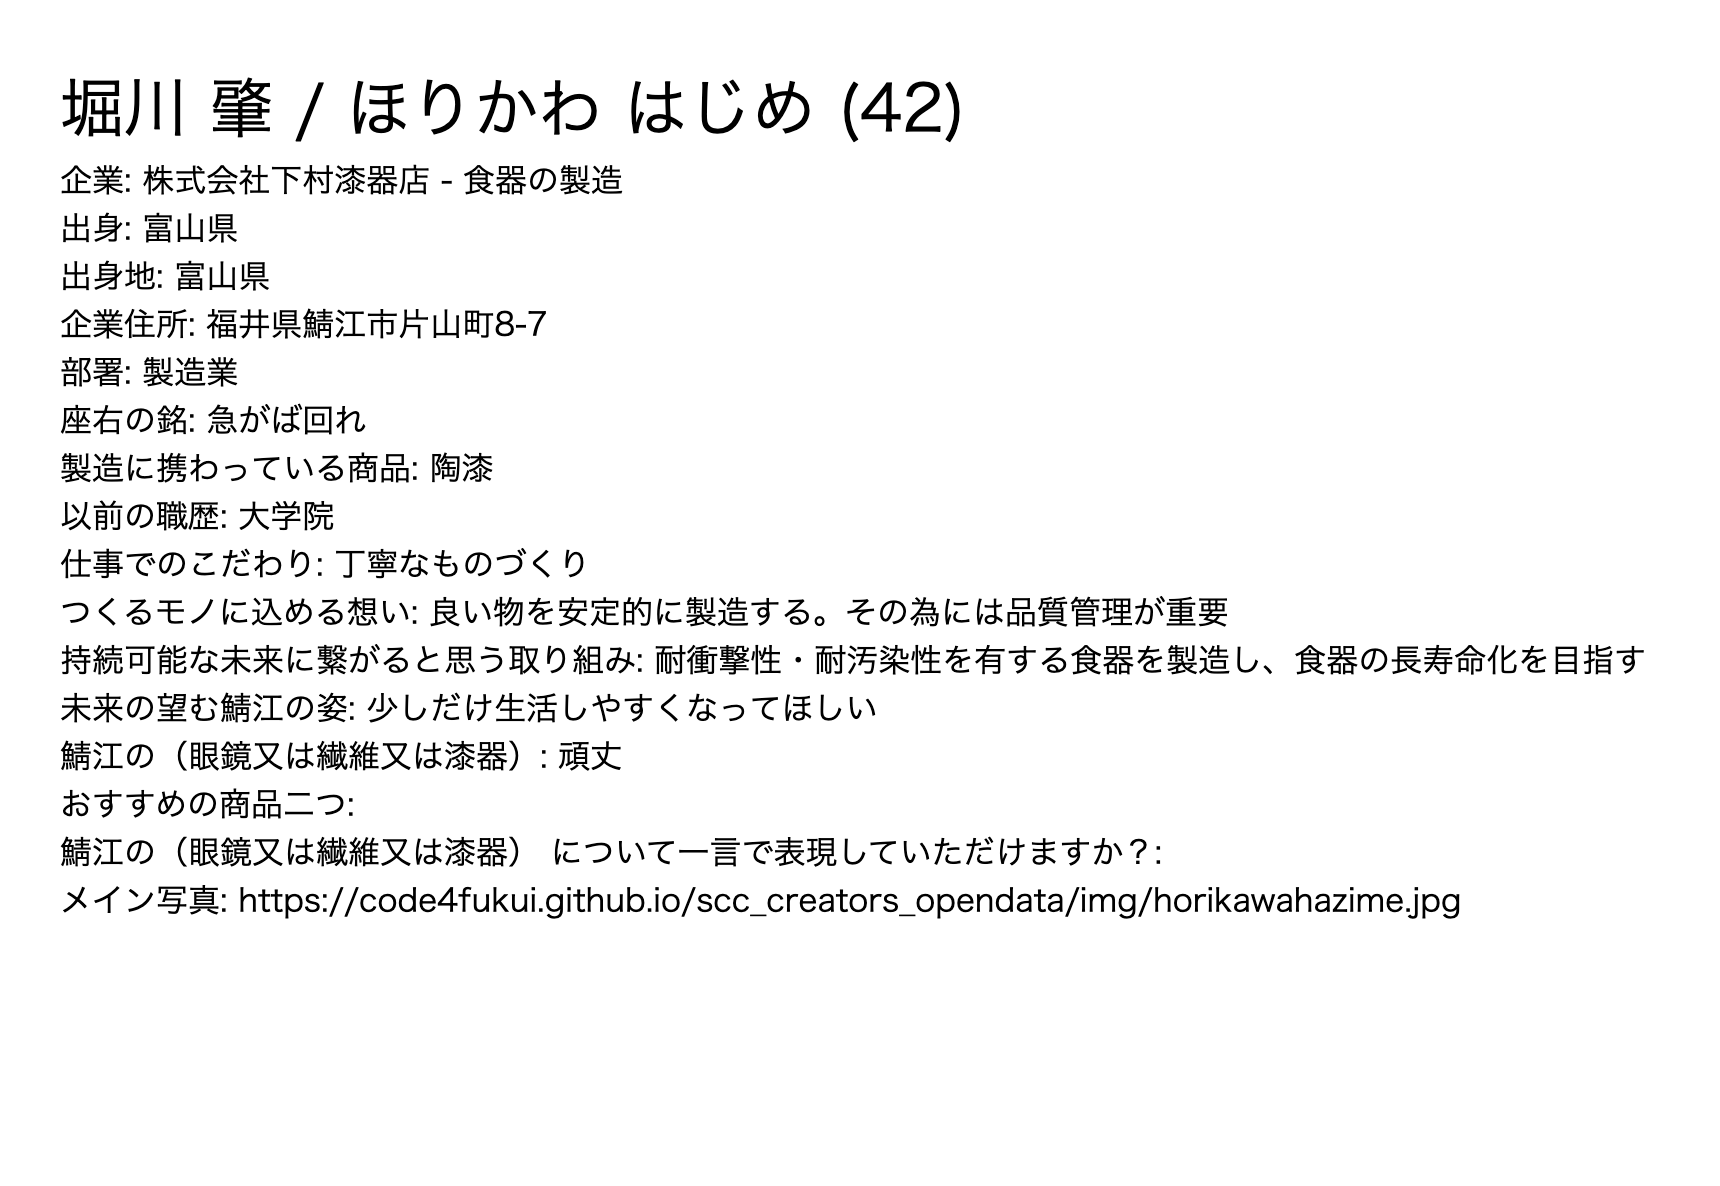 堀川 肇 / ほりかわ はじめ (42)
企業: 株式会社下村漆器店 - 食器の製造
出身: 富山県
出身地: 富山県
企業住所: 福井県鯖江市片山町8-7
部署: 製造業
座右の銘: 急がば回れ
製造に携わっている商品: 陶漆
以前の職歴: 大学院
仕事でのこだわり: 丁寧なものづくり
つくるモノに込める想い: 良い物を安定的に製造する。その為には品質管理が重要
持続可能な未来に繋がると思う取り組み: 耐衝撃性・耐汚染性を有する食器を製造し、食器の長寿命化を目指す
未来の望む鯖江の姿: 少しだけ生活しやすくなってほしい
鯖江の（眼鏡又は繊維又は漆器）: 頑丈
おすすめの商品二つ:
鯖江の（眼鏡又は繊維又は漆器） について一言で表現していただけますか？:
メイン写真: https://code4fukui.github.io/scc_creators_opendata/img/horikawahazime.jpg